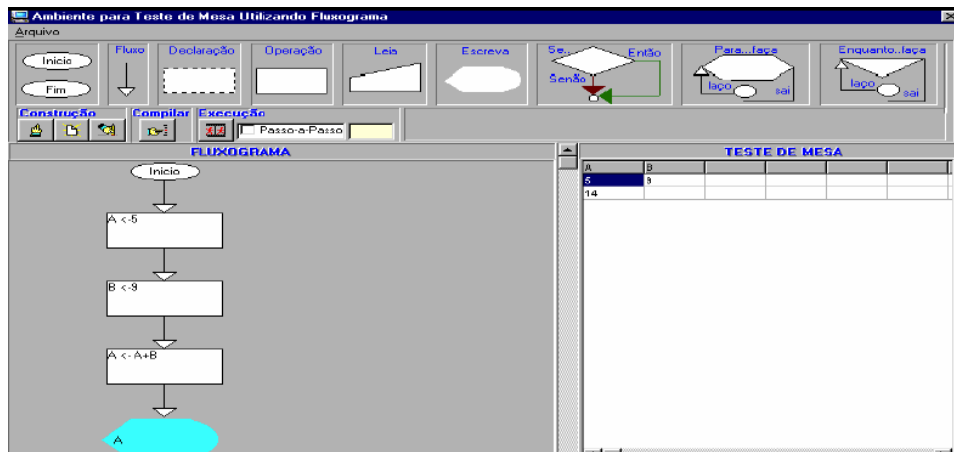 Ambiente para Teste de Mesa Utilizando Fluxograma
Arquivo
Inicio
Fim
Fluxo
Declaração
Operação
Leia
Escreva
Se..
Então
Senão
Para...faça
laço
sai
Enquanto..faça
laço
sai
Construção
Compilar
Execução
Passo-a-Passo
FLUXOGRAMA
TESTE DE MESA
A B
5 9
14
Inicio
A <-5
B <-9
A <- A+B
A